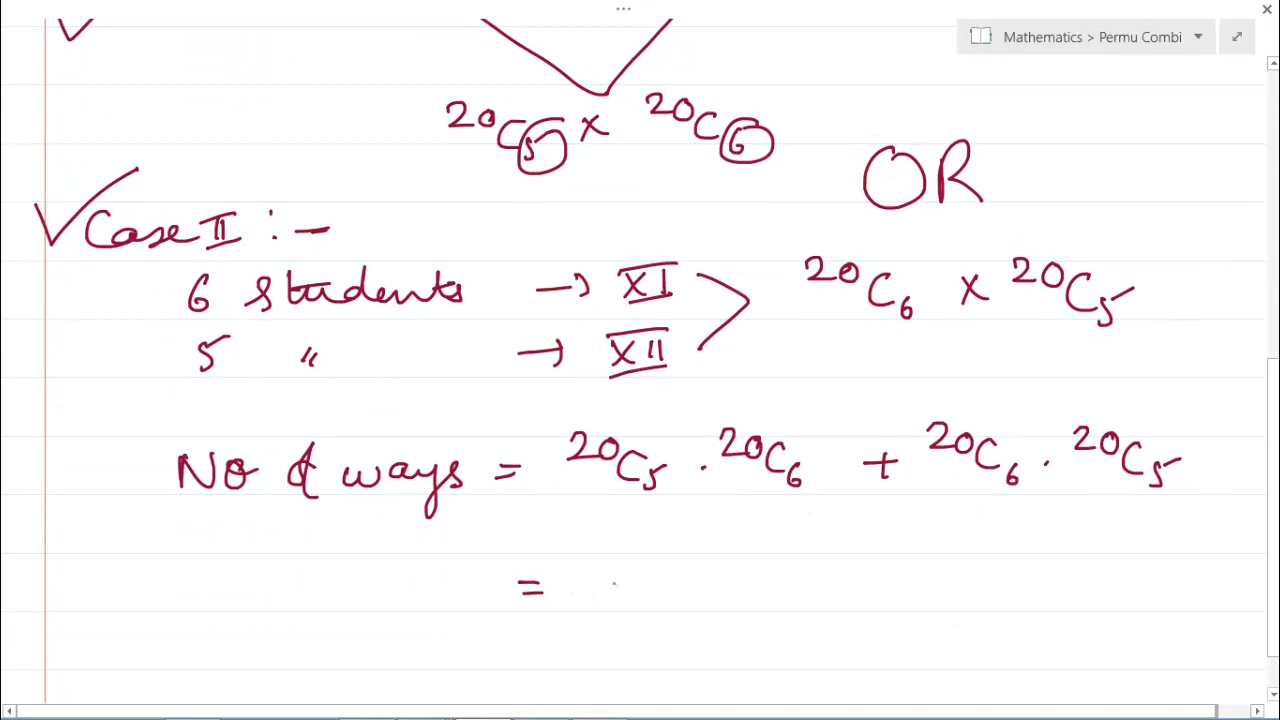 Mathematics > Permu Combi
²⁰C₅ × ²⁰C₆
OR
Case II :-
6 students → XI ²⁰C₆ × ²⁰C₅
5 " → XII
No of ways = ²⁰C₅ . ²⁰C₆ + ²⁰C₆ . ²⁰C₅
=